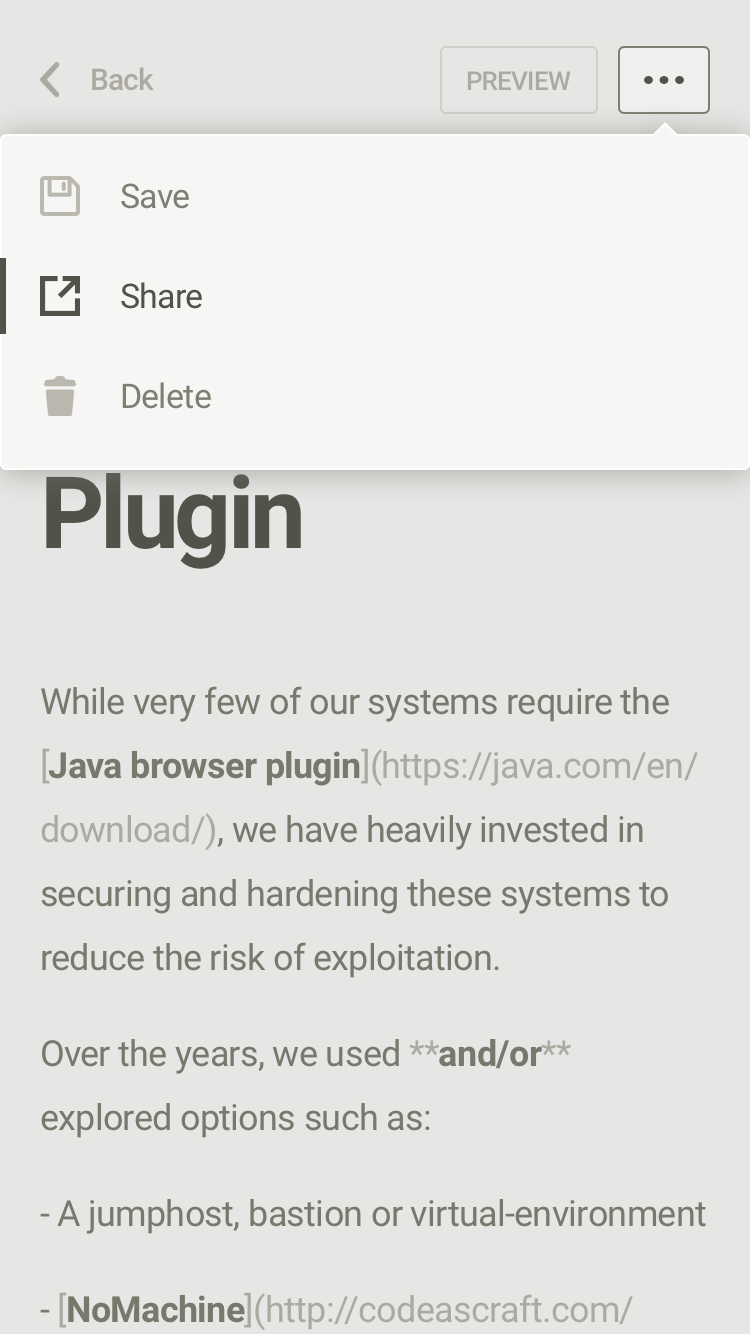 Back
PREVIEW
Save
Share
Delete
Plugin
While very few of our systems require the
[Java browser plugin](https://java.com/en/
download/), we have heavily invested in
securing and hardening these systems to
reduce the risk of exploitation.
Over the years, we used **and/or**
explored options such as:
- A jumphost, bastion or virtual-environment
- [NoMachine](http://codeascraft.com/